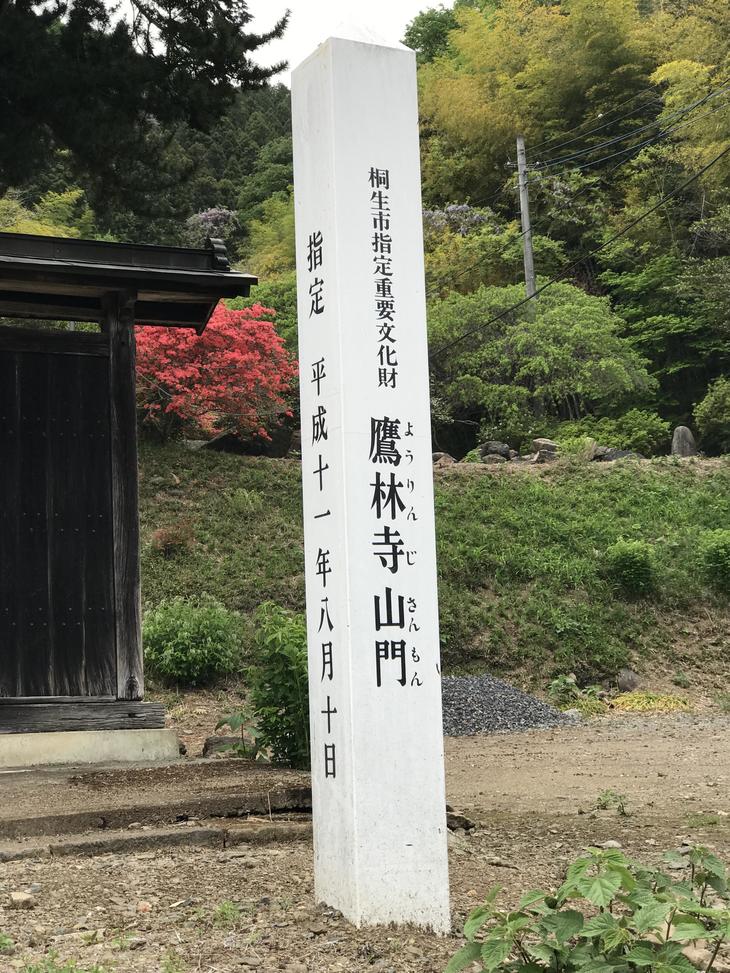 桐生市指定重要文化財
鷹林寺山門
ようりんじ さんもん
指定 平成十一年八月十日